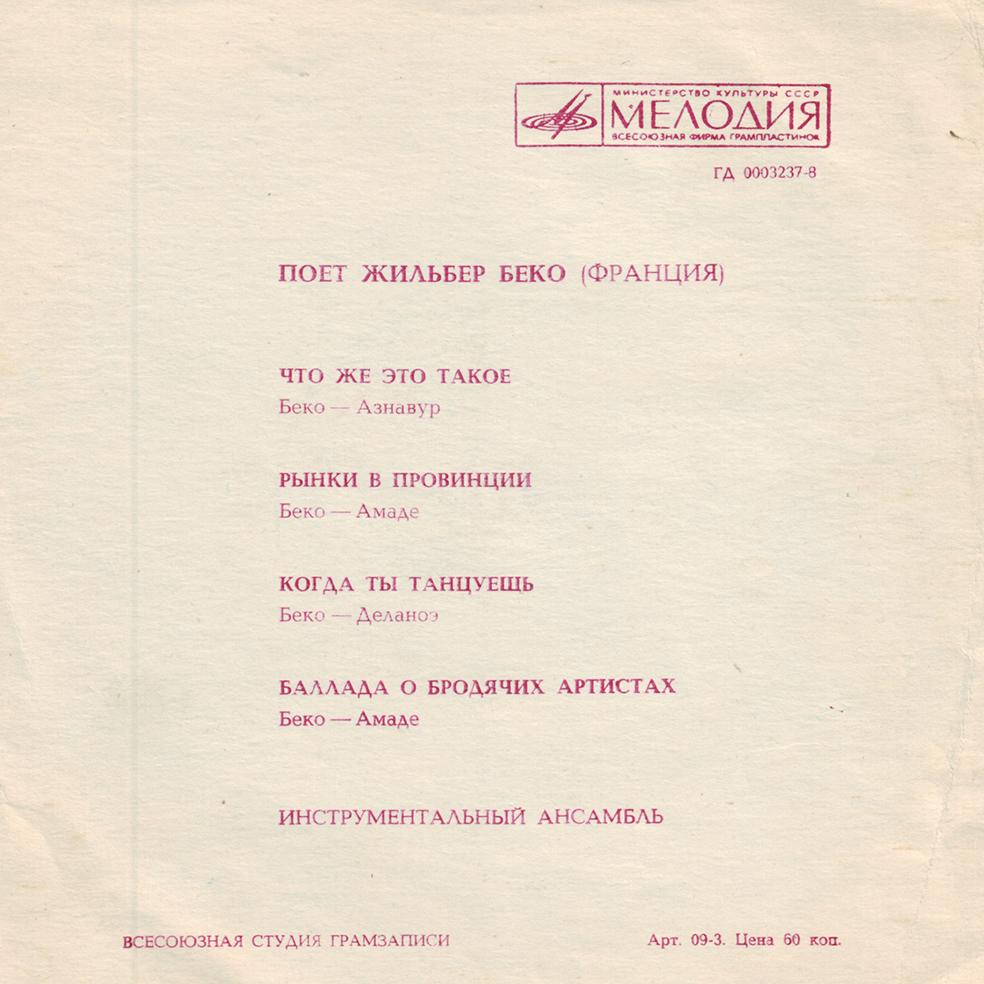 МИНИСТЕРСТВО КУЛЬТУРЫ СССР
МЕЛОДИЯ
ВСЕСОЮЗНАЯ ФИРМА ГРАМПЛАСТИНОК
ГД 0003237-8
ПОЕТ ЖИЛЬБЕР БЕКО (ФРАНЦИЯ)
ЧТО ЖЕ ЭТО ТАКОЕ
Беко — Азнавур
РЫНКИ В ПРОВИНЦИИ
Беко — Амаде
КОГДА ТЫ ТАНЦУЕЩЬ
Беко — Деланоэ
БАЛЛАДА О БРОДЯЧИХ АРТИСТАХ
Беко — Амаде
ИНСТРУМЕНТАЛЬНЫЙ АНСАМБЛЬ
ВСЕСОЮЗНАЯ СТУДИЯ ГРАМЗАПИСИ
Арт. 09-3. Цена 60 коп.